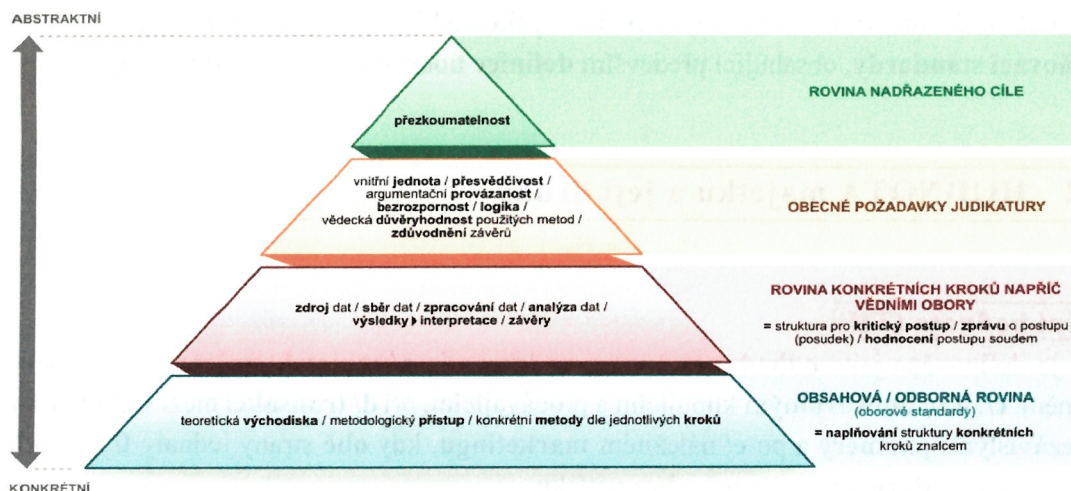 ABSTRAKTNÍ
ROVINA NADŘAZENÉHO CÍLE
přezkoumatelnost
vnitřní jednota / přesvědčivost /
argumentační provázanost /
bezrozpornost / logika /
vědecká důvěryhodnost použitých metod /
zdůvodnění závěrů
OBECNÉ POŽADAVKY JUDIKATURY
zdroj dat / sběr dat / zpracování dat / analýza dat /
výsledky ▸ interpretace / závěry
ROVINA KONKRÉTNÍCH KROKŮ NAPŘÍČ
VĚDNÍMI OBORY
= struktura pro kritický postup / zprávu o postupu
(posudek) / hodnocení postupu soudem
teoretická východiska / metodologický přístup / konkrétní metody dle jednotlivých kroků
OBSAHOVÁ / ODBORNÁ ROVINA
(oborové standardy)
= naplňování struktury konkrétních
kroků znalcem
KONKRÉTNÍ